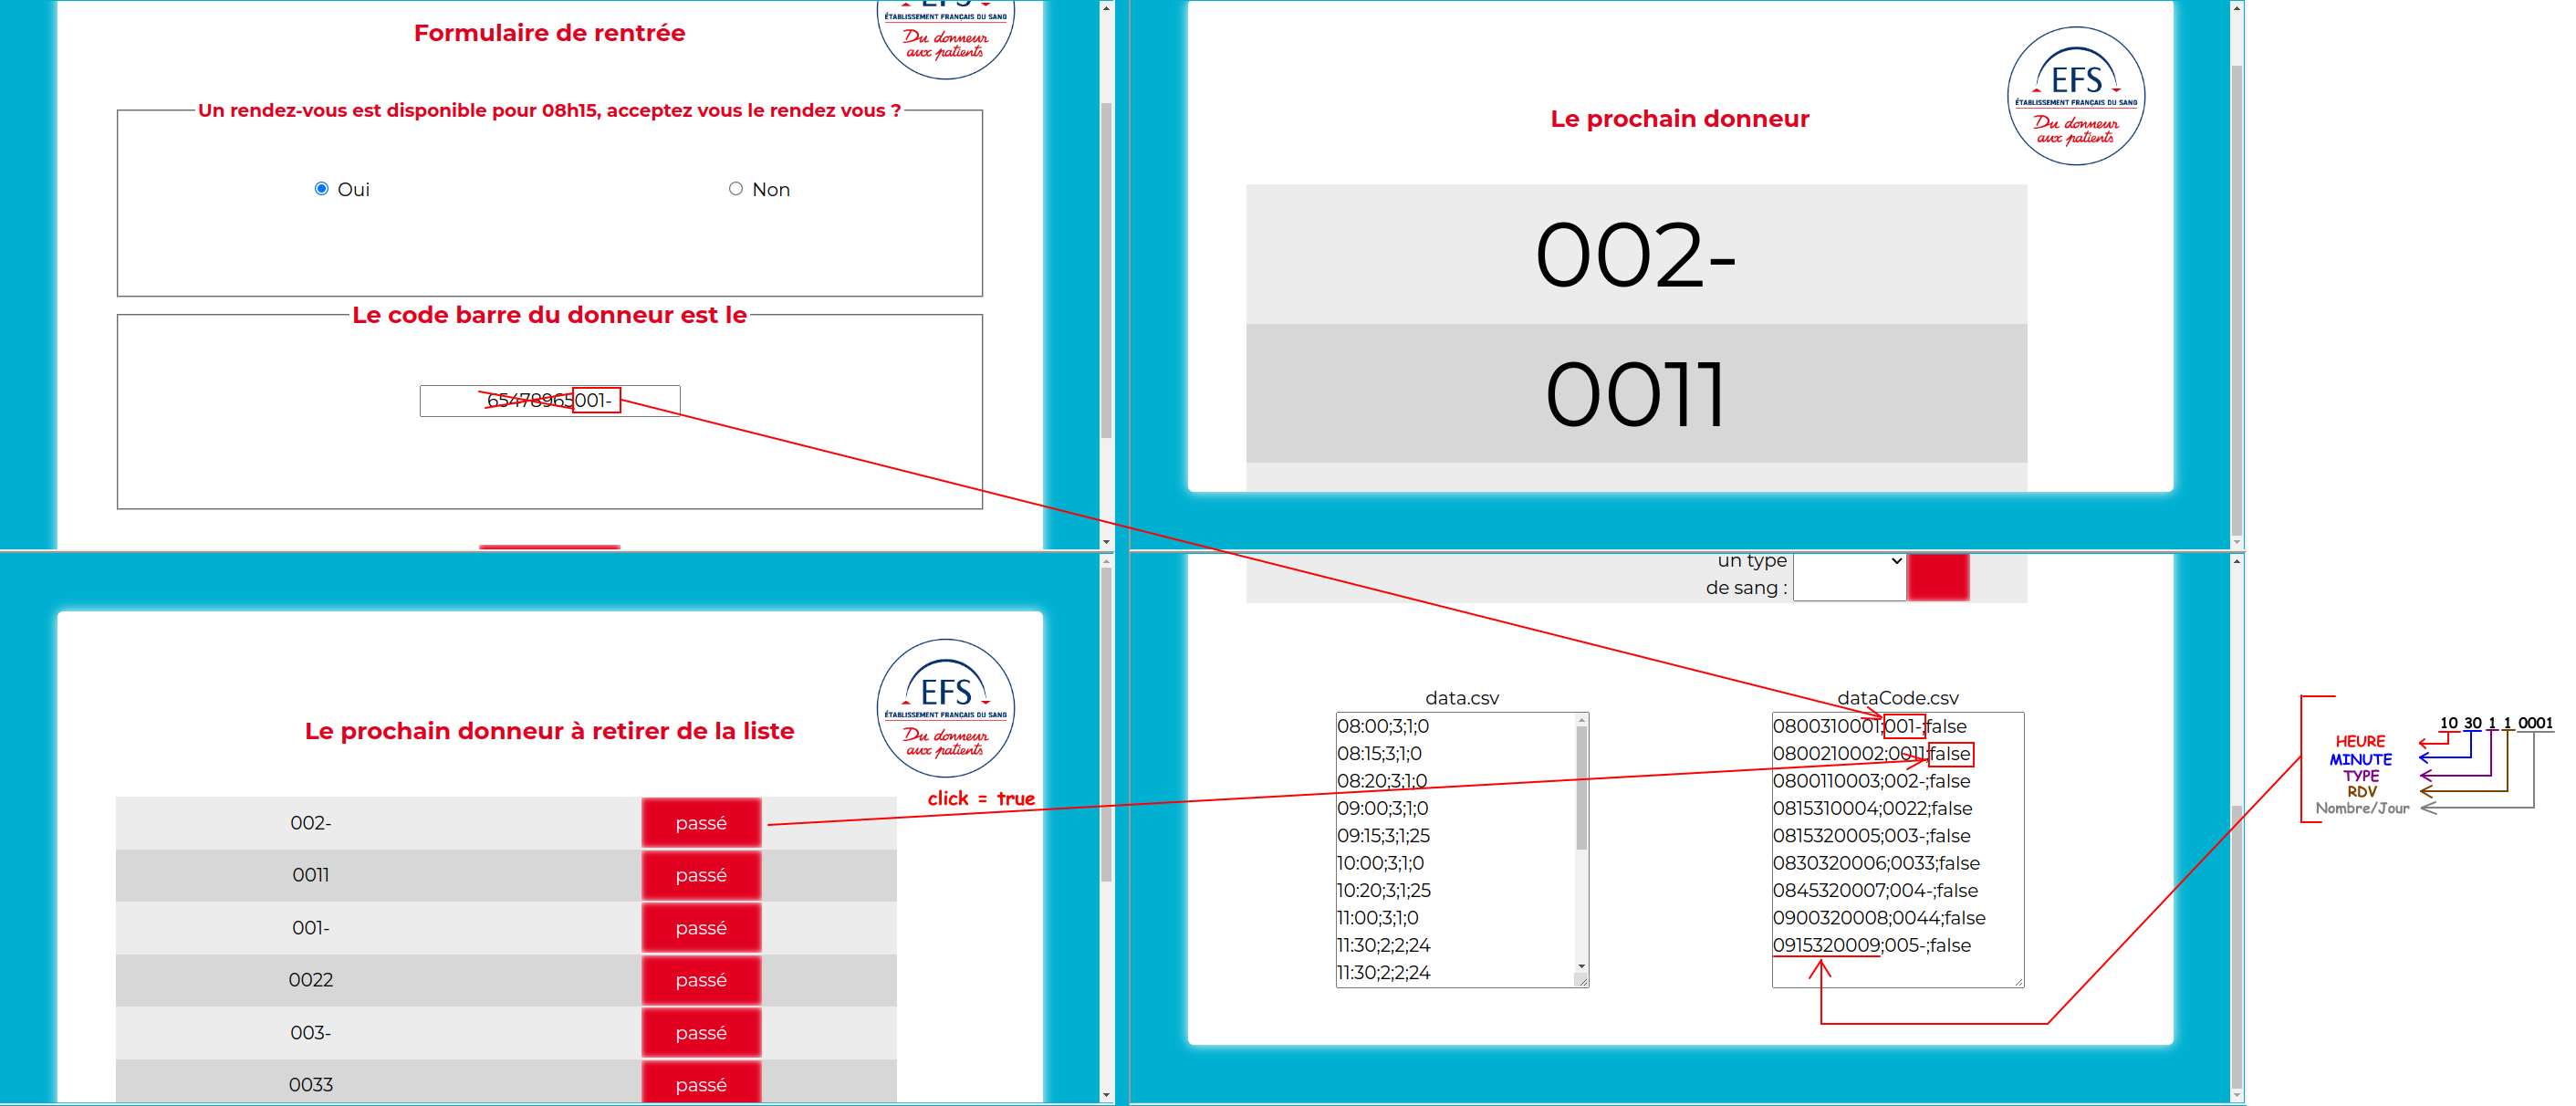 Formulaire de rentrée
EFS
ÉTABLISSEMENT FRANÇAIS DU SANG
Du donneur
aux patients
Un rendez-vous est disponible pour 08h15, acceptez vous le rendez vous ?
Oui
Non
Le code barre du donneur est le
65478965001-
EFS
ÉTABLISSEMENT FRANÇAIS DU SANG
Du donneur
aux patients
Le prochain donneur
002-
0011
EFS
ÉTABLISSEMENT FRANÇAIS DU SANG
Du donneur
aux patients
Le prochain donneur à retirer de la liste
click = true
002- passé
0011 passé
001- passé
0022 passé
003- passé
0033 passé
un type
de sang :
data.csv
08:00;3;1;0
08:15;3;1;0
08:20;3;1;0
09:00;3;1;0
09:15;3;1;25
10:00;3;1;0
10:20;3;1;25
11:00;3;1;0
11:30;2;2;24
11:30;2;2;24
dataCode.csv
0800310001;001-;false
0800210002;0011;false
0800110003;002-;false
0815310004;0022;false
0815320005;003-;false
0830320006;0033;false
0845320007;004-;false
0900320008;0044;false
0915320009;005-;false
10 30 1 1 0001
HEURE
MINUTE
TYPE
RDV
Nombre/Jour